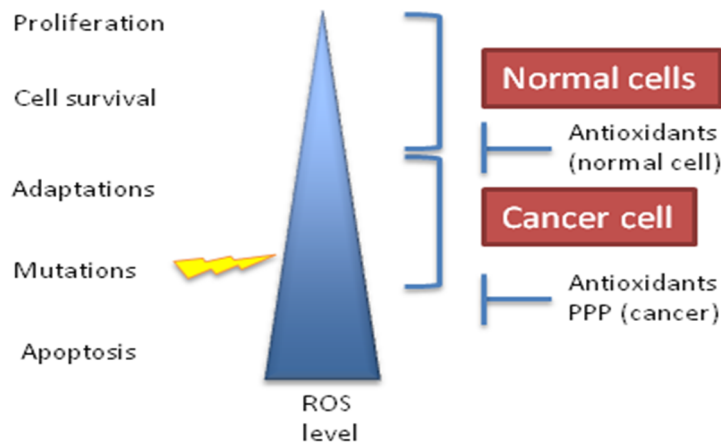 Proliferation
Cell survival
Adaptations
Mutations
Apoptosis
ROS
level
Normal cells
Antioxidants
(normal cell)
Cancer cell
Antioxidants
PPP (cancer)